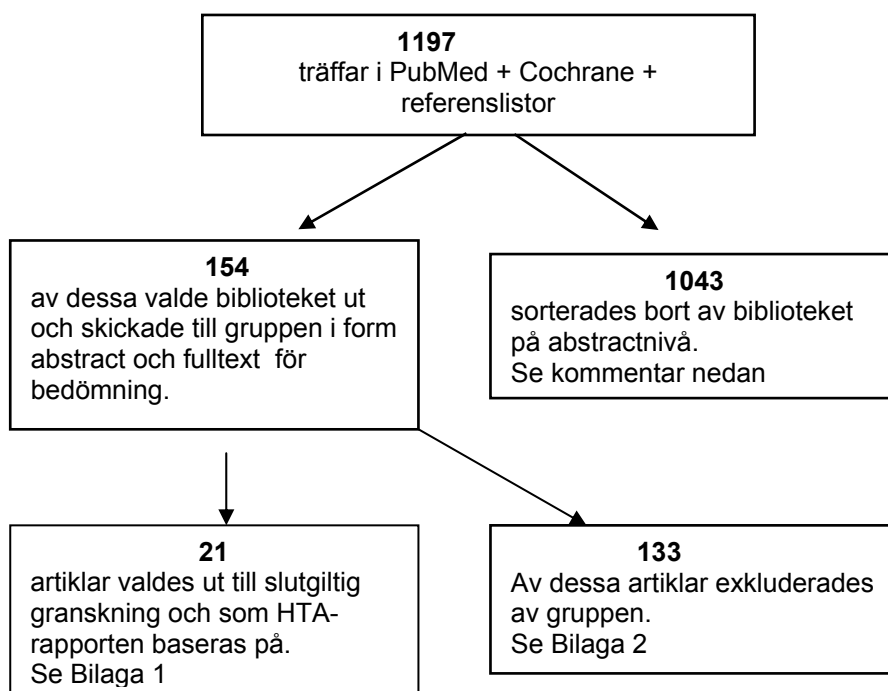 1197
träffar i PubMed + Cochrane +
referenslistor
154
av dessa valde biblioteket ut
och skickade till gruppen i form
abstract och fulltext för
bedömning.
1043
sorterades bort av biblioteket
på abstractnivå.
Se kommentar nedan
21
artiklar valdes ut till slutgiltig
granskning och som HTA-
rapporten baseras på.
Se Bilaga 1
133
Av dessa artiklar exkluderades
av gruppen.
Se Bilaga 2